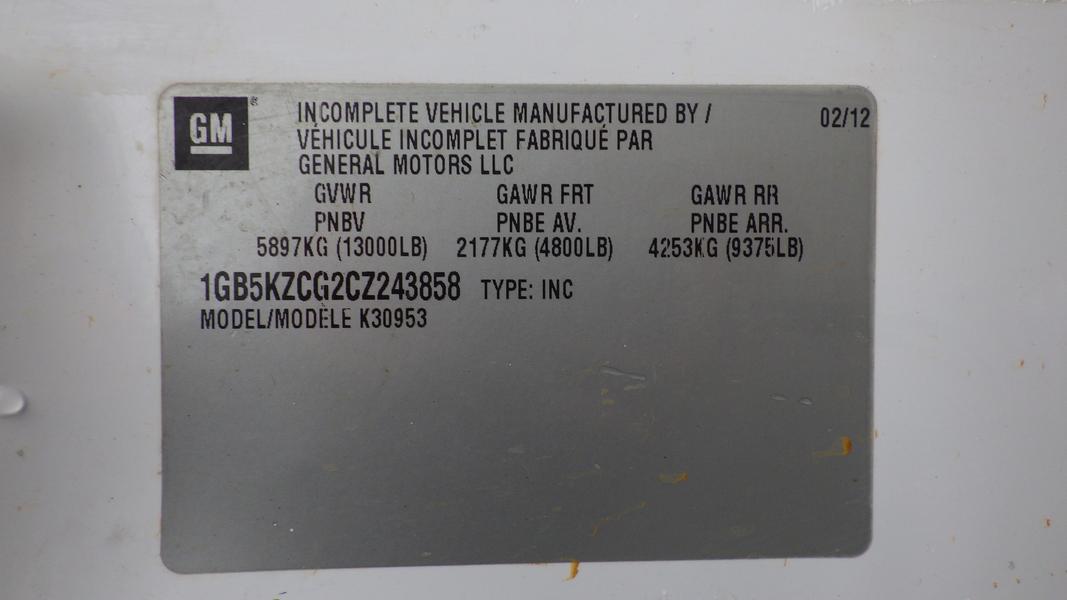 GM
INCOMPLETE VEHICLE MANUFACTURED BY / 02/12
VÉHICULE INCOMPLET FABRIQUÉ PAR
GENERAL MOTORS LLC
GVWR GAWR FRT GAWR RR
PNBV PNBE AV. PNBE ARR.
5897KG (13000LB) 2177KG (4800LB) 4253KG (9375LB)
1GB5KZCG2CZ243858 TYPE: INC
MODEL/MODÈLE K30953